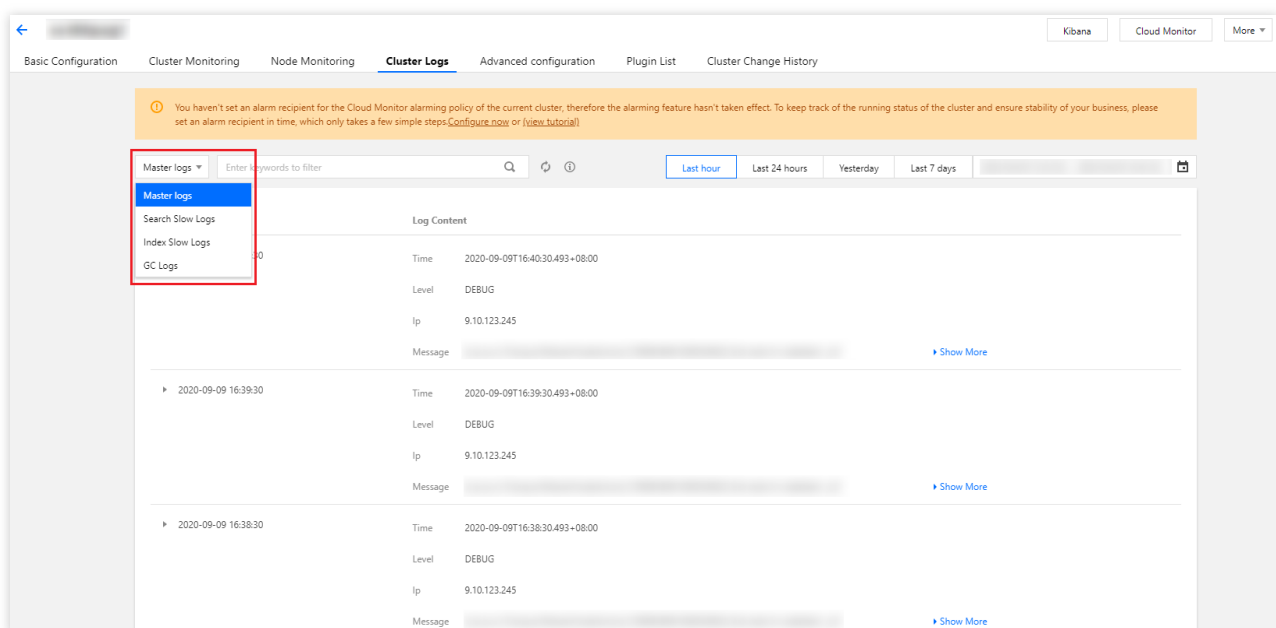 Kibana Cloud Monitor More
Basic Configuration Cluster Monitoring Node Monitoring Cluster Logs Advanced configuration Plugin List Cluster Change History
You haven't set an alarm recipient for the Cloud Monitor alarming policy of the current cluster, therefore the alarming feature hasn't taken effect. To keep track of the running status of the cluster and ensure stability of your business, please
set an alarm recipient in time, which only takes a few simple steps.Configure now or (view tutorial)
Master logs Enter keywords to filter Last hour Last 24 hours Yesterday Last 7 days
Master logs
Search Slow Logs
Index Slow Logs
GC Logs
Log Content
Time 2020-09-09T16:40:30.493+08:00
Level DEBUG
Ip 9.10.123.245
Message Show More
2020-09-09 16:39:30 Time 2020-09-09T16:39:30.493+08:00
Level DEBUG
Ip 9.10.123.245
Message Show More
2020-09-09 16:38:30 Time 2020-09-09T16:38:30.493+08:00
Level DEBUG
Ip 9.10.123.245
Message Show More